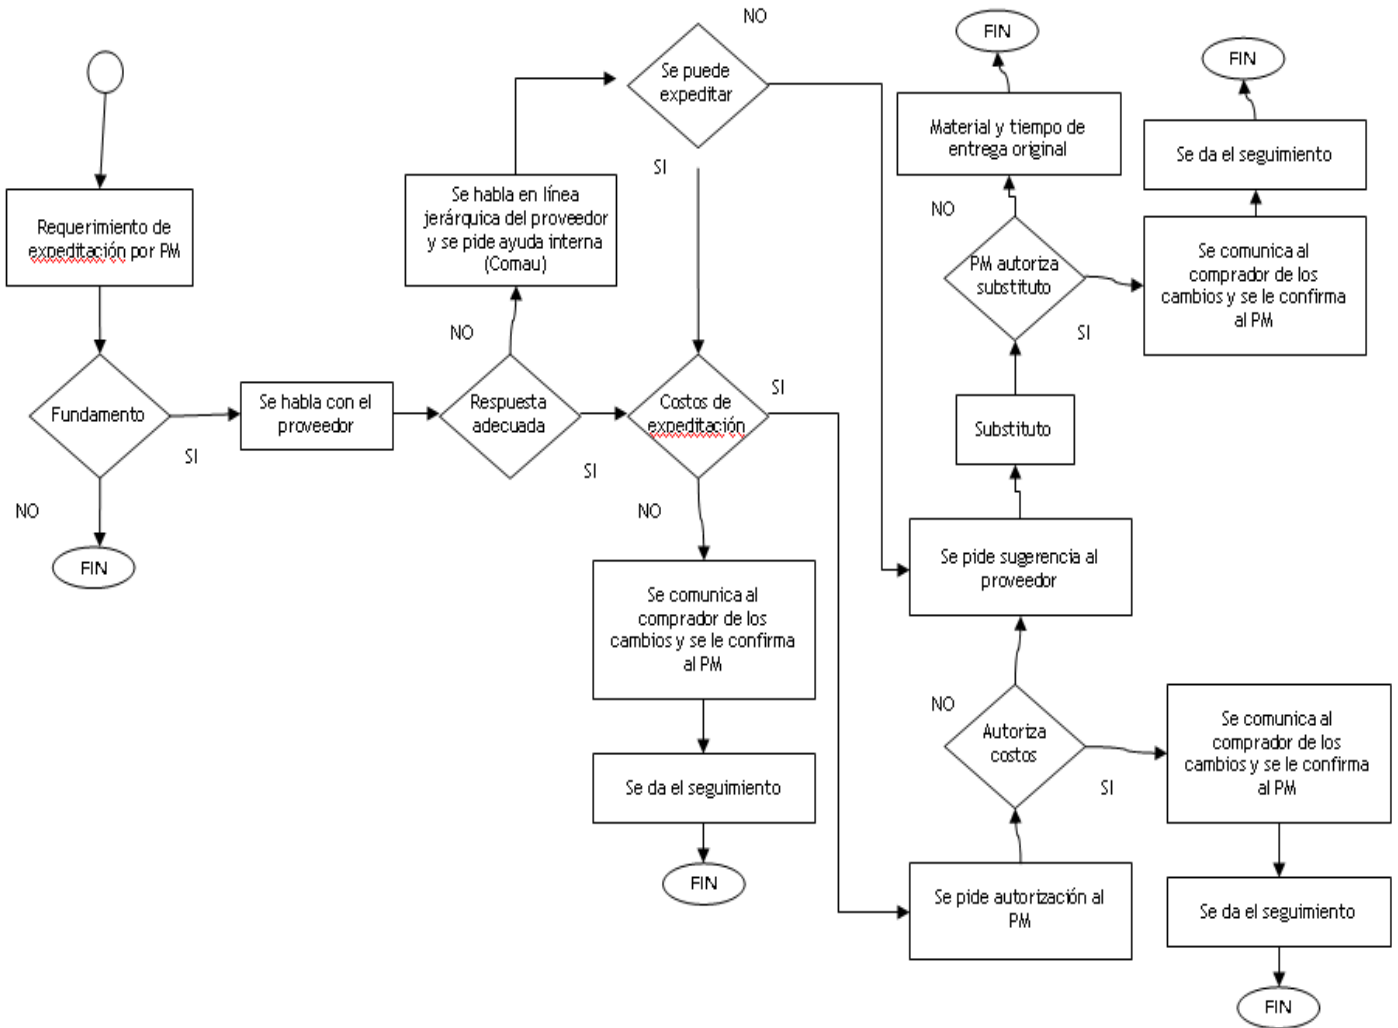 NO
FIN
FIN
Se puede
expeditar
Material y tiempo de
entrega original
Se da el seguimiento
SI
Se habla en línea
jerárquica del proveedor
y se pide ayuda interna
(Comau)
NO
Requerimiento de
expeditación por PM
PM autoriza
substituto
Se comunica al
comprador de los
cambios y se le confirma
al PM
NO
SI
SI
Fundamento
Se habla con el
proveedor
Respuesta
adecuada
Costos de
expeditación
Substituto
SI
SI
NO
NO
FIN
Se pide sugerencia al
proveedor
Se comunica al
comprador de los
cambios y se le confirma
al PM
NO
Autoriza
costos
Se comunica al
comprador de los
cambios y se le confirma
al PM
SI
Se da el seguimiento
FIN
Se pide autorización al
PM
Se da el seguimiento
FIN